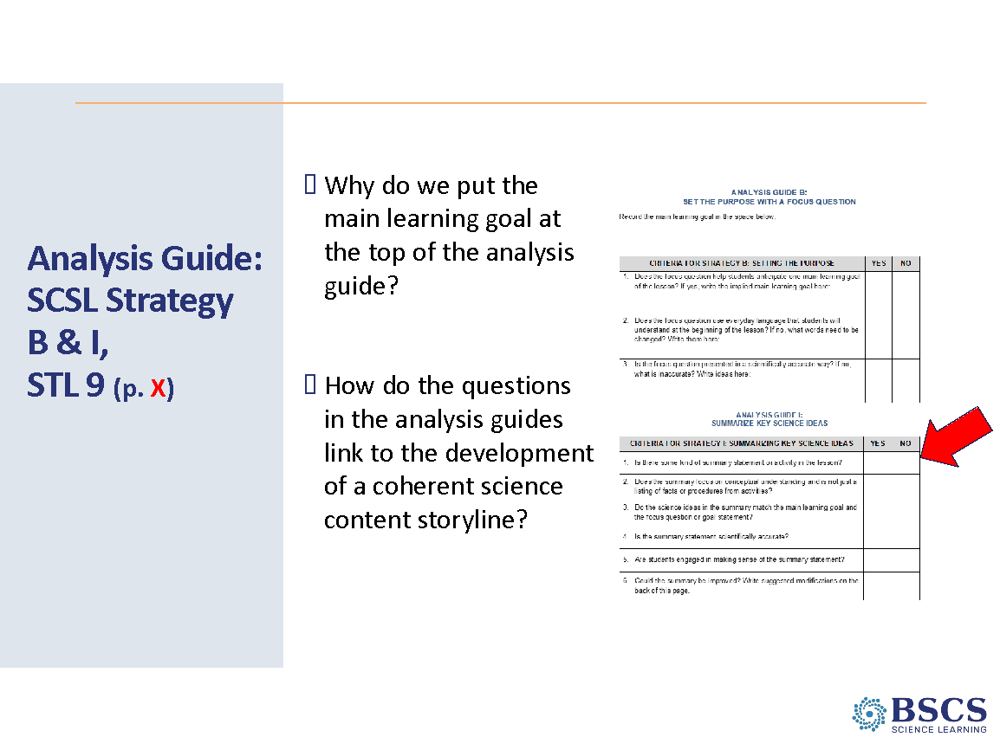 Analysis Guide:
SCSL Strategy
B & I,
STL 9 (p. X)
Why do we put the
main learning goal at
the top of the analysis
guide?
How do the questions
in the analysis guides
link to the development
of a coherent science
content storyline?
ANALYSIS GUIDE B:
SET THE PURPOSE WITH A FOCUS QUESTION
Record the main learning goal in the space below.
CRITERIA FOR STRATEGY B: SETTING THE PURPOSE YES NO
1. Does the focus question help students anticipate one main learning goal
of the lesson? If yes, write the implied main learning goal here:
2. Does the focus question use everyday language that students will
understand at the beginning of the lesson? If no, what words need to be
changed? Write them here:
3. Is the focus question presented in a scientifically accurate way? If no,
what is inaccurate? Write ideas here:
ANALYSIS GUIDE I:
SUMMARIZE KEY SCIENCE IDEAS
CRITERIA FOR STRATEGY I: SUMMARIZING KEY SCIENCE IDEAS YES NO
1. Is there some kind of summary statement or activity in the lesson?
2. Does the summary focus on conceptual understanding and is not just a
listing of facts or procedures from activities?
3. Do the science ideas in the summary match the main learning goal and
the focus question or goal statement?
4. Is the summary statement scientifically accurate?
5. Are students engaged in making sense of the summary statement?
6. Could the summary be improved? Write suggested modifications on the
back of this page.
BSCS
SCIENCE LEARNING